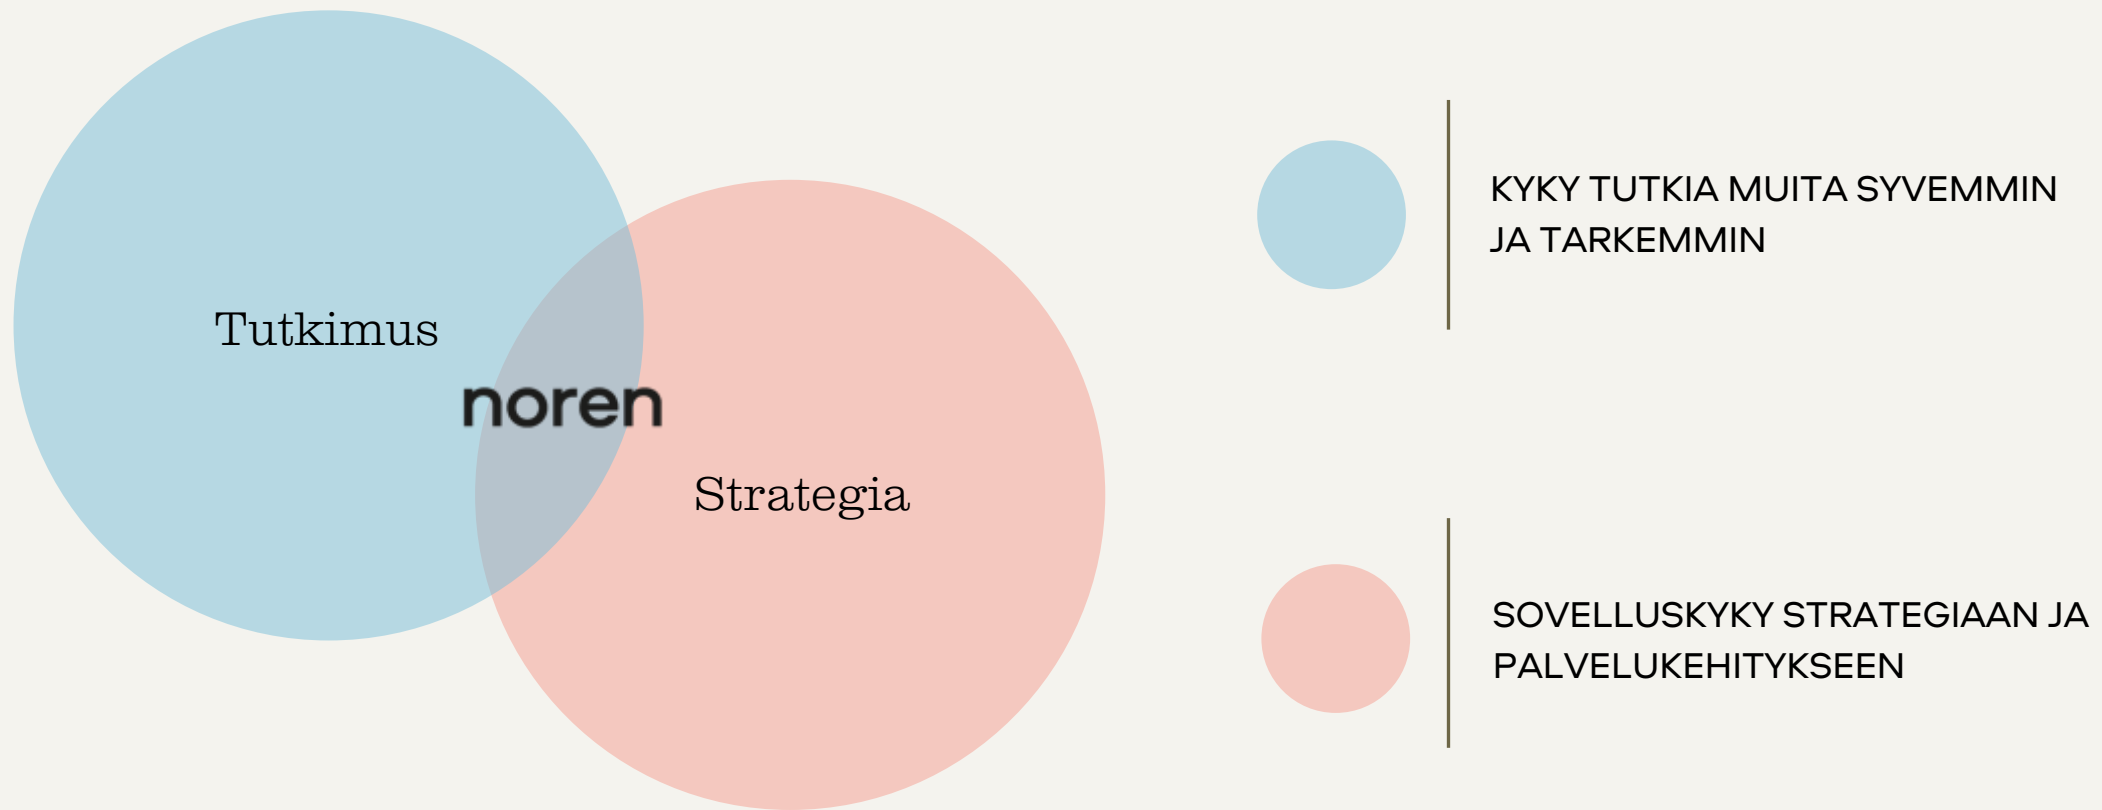 Tutkimus
noren
Strategia
KYKY TUTKIA MUITA SYVEMMIN
JA TARKEMMIN
SOVELLUSKYKY STRATEGIAAN JA
PALVELUKEHITYKSEEN